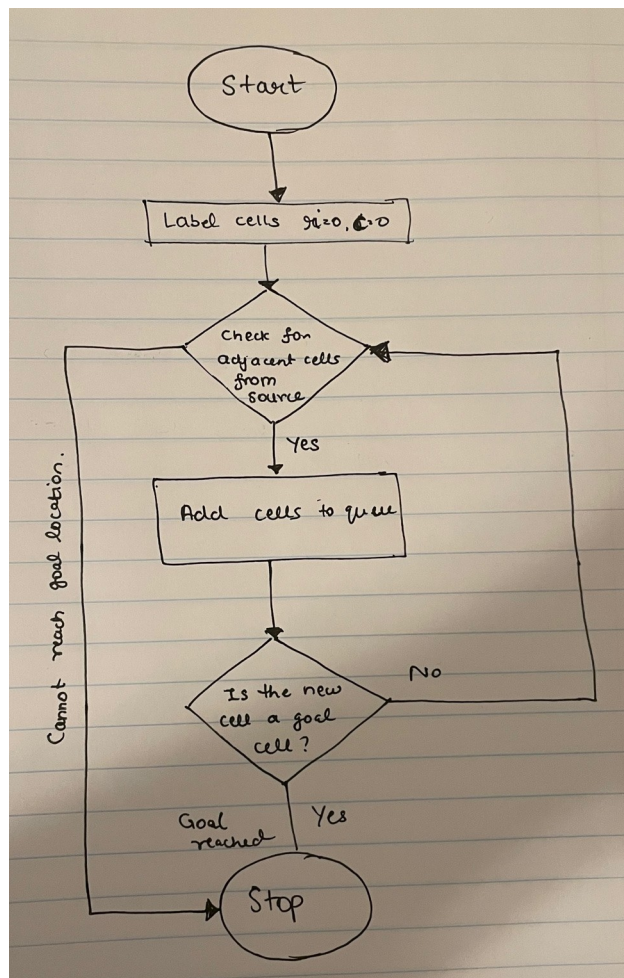 Start
Label cells ri=0, c=0
Check for
adjacent cells
from
source
Yes
Add cells to queue
Cannot reach goal location.
Is the new
cell a goal
cell?
No
Yes
Goal
reached
Stop